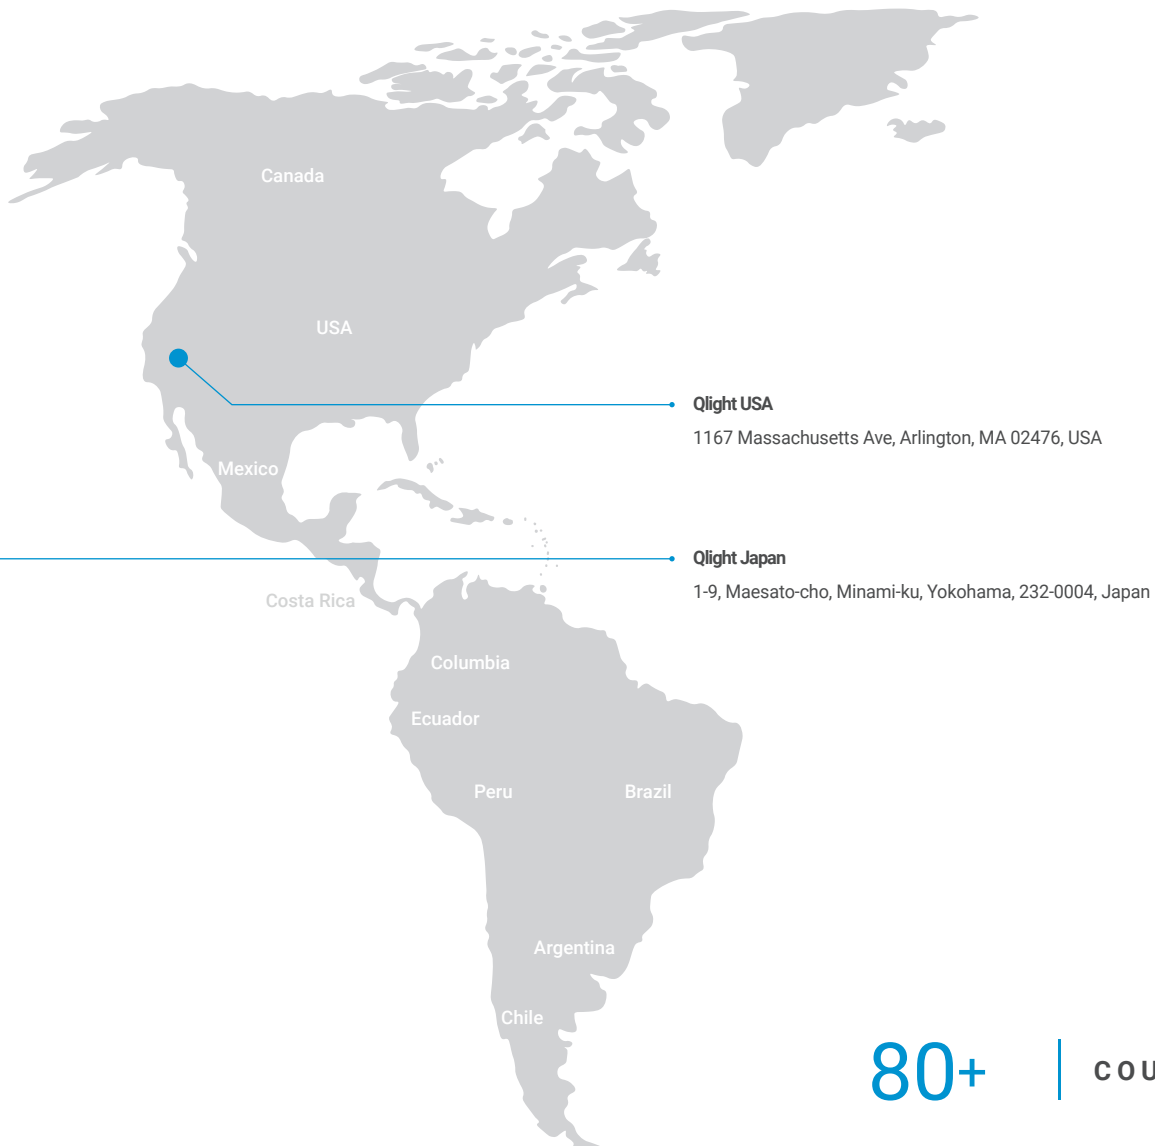 Canada
USA
Qlight USA
1167 Massachusetts Ave, Arlington, MA 02476, USA
Mexico
Qlight Japan
1-9, Maesato-cho, Minami-ku, Yokohama, 232-0004, Japan
Costa Rica
Columbia
Ecuador
Peru
Brazil
Argentina
Chile
80+